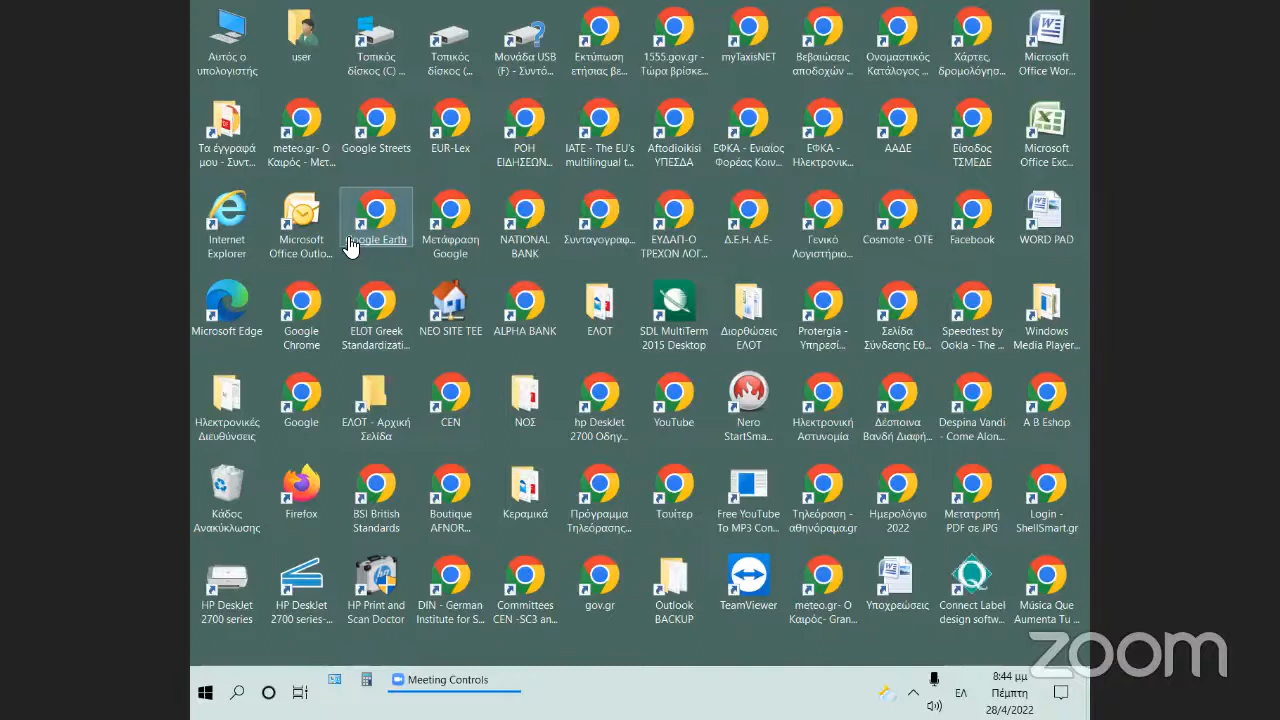 Αυτός ο
υπολογιστής
user
Τοπικός
δίσκος (C) ...
Τοπικός
δίσκος (...
Μονάδα USB
(F) - Συντό...
Εκτύπωση
ετήσιας βε...
1555.gov.gr -
Τώρα βρίσκε...
myTaxisNET
Βεβαιώσεις
αποδοχών ...
Ονομαστικός
Κατάλογος ...
Χάρτες,
δρομολόγησ...
Microsoft
Office Wor...
Τα έγγραφά
μου - Συντ...
meteo.gr- Ο
Καιρός - Μετ...
Google Streets
EUR-Lex
ΡΟΗ
ΕΙΔΗΣΕΩΝ...
IATE - The EU's
multilingual t...
Aftodioikisi
ΥΠΕΣΔΑ
ΕΦΚΑ - Ενιαίος
Φορέας Κοιν...
ΕΦΚΑ -
Ηλεκτρονικ...
ΑΑΔΕ
Είσοδος
ΤΣΜΕΔΕ
Microsoft
Office Exc...
Internet
Explorer
Microsoft
Office Outlo...
Google Earth
Μετάφραση
Google
NATIONAL
BANK
Συνταγογραφ...
ΕΥΔΑΠ-Ο
ΤΡΕΧΩΝ ΛΟΓ...
Δ.Ε.Η. Α.Ε-
Γενικό
Λογιστήριο...
Cosmote - OTE
Facebook
WORD PAD
Microsoft Edge
Google
Chrome
ELOT Greek
Standardizati...
NEO SITE TEE
ALPHA BANK
ΕΛΟΤ
SDL MultiTerm
2015 Desktop
Διορθώσεις
ΕΛΟΤ
Protergia -
Υπηρεσί...
Σελίδα
Σύνδεσης Εθ...
Speedtest by
Ookla - The ...
Windows
Media Player...
Ηλεκτρονικές
Διευθύνσεις
Google
ΕΛΟΤ - Αρχική
Σελίδα
CEN
ΝΟΣ
hp DeskJet
2700 Οδηγ...
YouTube
Nero
StartSma...
Ηλεκτρονική
Αστυνομία
Δέσποινα
Βανδή Διαφή...
Despina Vandi
- Come Alon...
A B Eshop
Κάδος
Ανακύκλωσης
Firefox
BSI British
Standards
Boutique
AFNOR...
Κεραμικά
Πρόγραμμα
Τηλεόρασης...
Τουίτερ
Free YouTube
To MP3 Con...
Τηλεόραση -
αθηνόραμα.gr
Ημερολόγιο
2022
Μετατροπή
PDF σε JPG
Login -
ShellSmart.gr
HP DeskJet
2700 series
HP DeskJet
2700 series-...
HP Print and
Scan Doctor
DIN - German
Institute for S...
Committees
CEN -SC3 an...
gov.gr
Outlook
BACKUP
TeamViewer
meteo.gr- Ο
Καιρός- Gran...
Υποχρεώσεις
Connect Label
design softw...
Música Que
Aumenta Tu ...
zoom
Meeting Controls
ΕΛ
8:44 μμ
Πέμπτη
28/4/2022